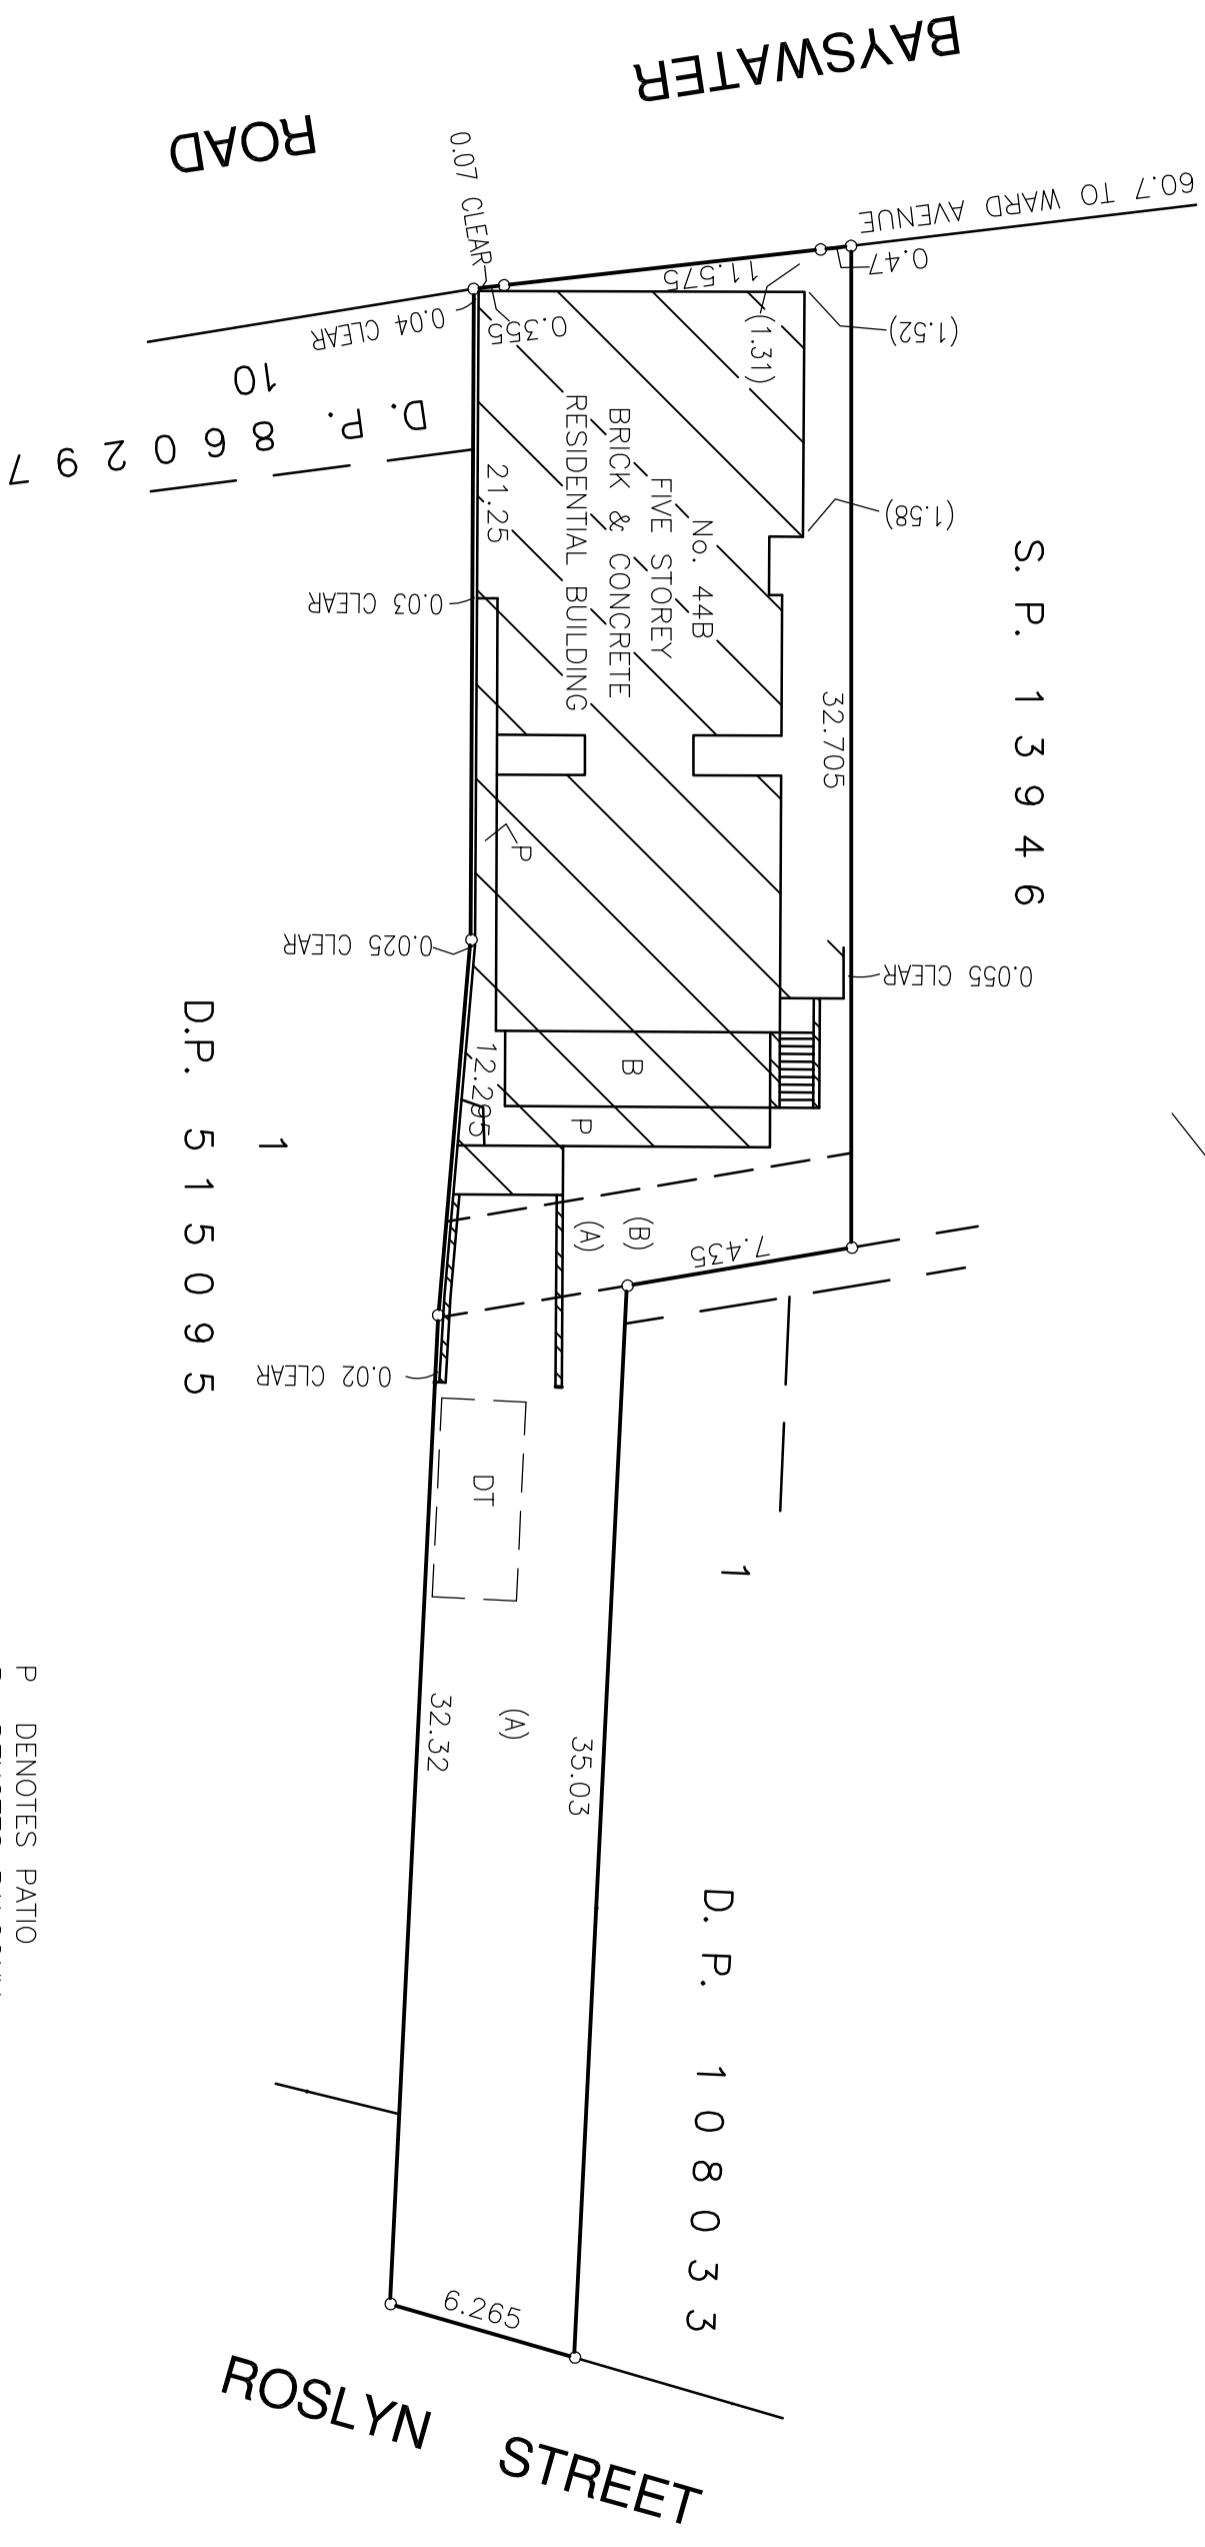 BAYSWATER
ROAD
60.7 TO WARD AVENUE
0.07 CLEAR
0.47
11.575
0.355
0.04 CLEAR
(1.52)
(1.31)
10
D. P. 860297
(1.58)
21.25
No. 44B
FIVE STOREY
BRICK & CONCRETE
RESIDENTIAL BUILDING
S. P. 13946
0.03 CLEAR
32.705
P
0.025 CLEAR
0.055 CLEAR
B
P
12.295
1
D.P. 515095
(B)
(A)
7.435
0.02 CLEAR
DT
1
(A)
32.32
35.03
D. P. 108033
P DENOTES PATIO
6.265
ROSLYN STREET